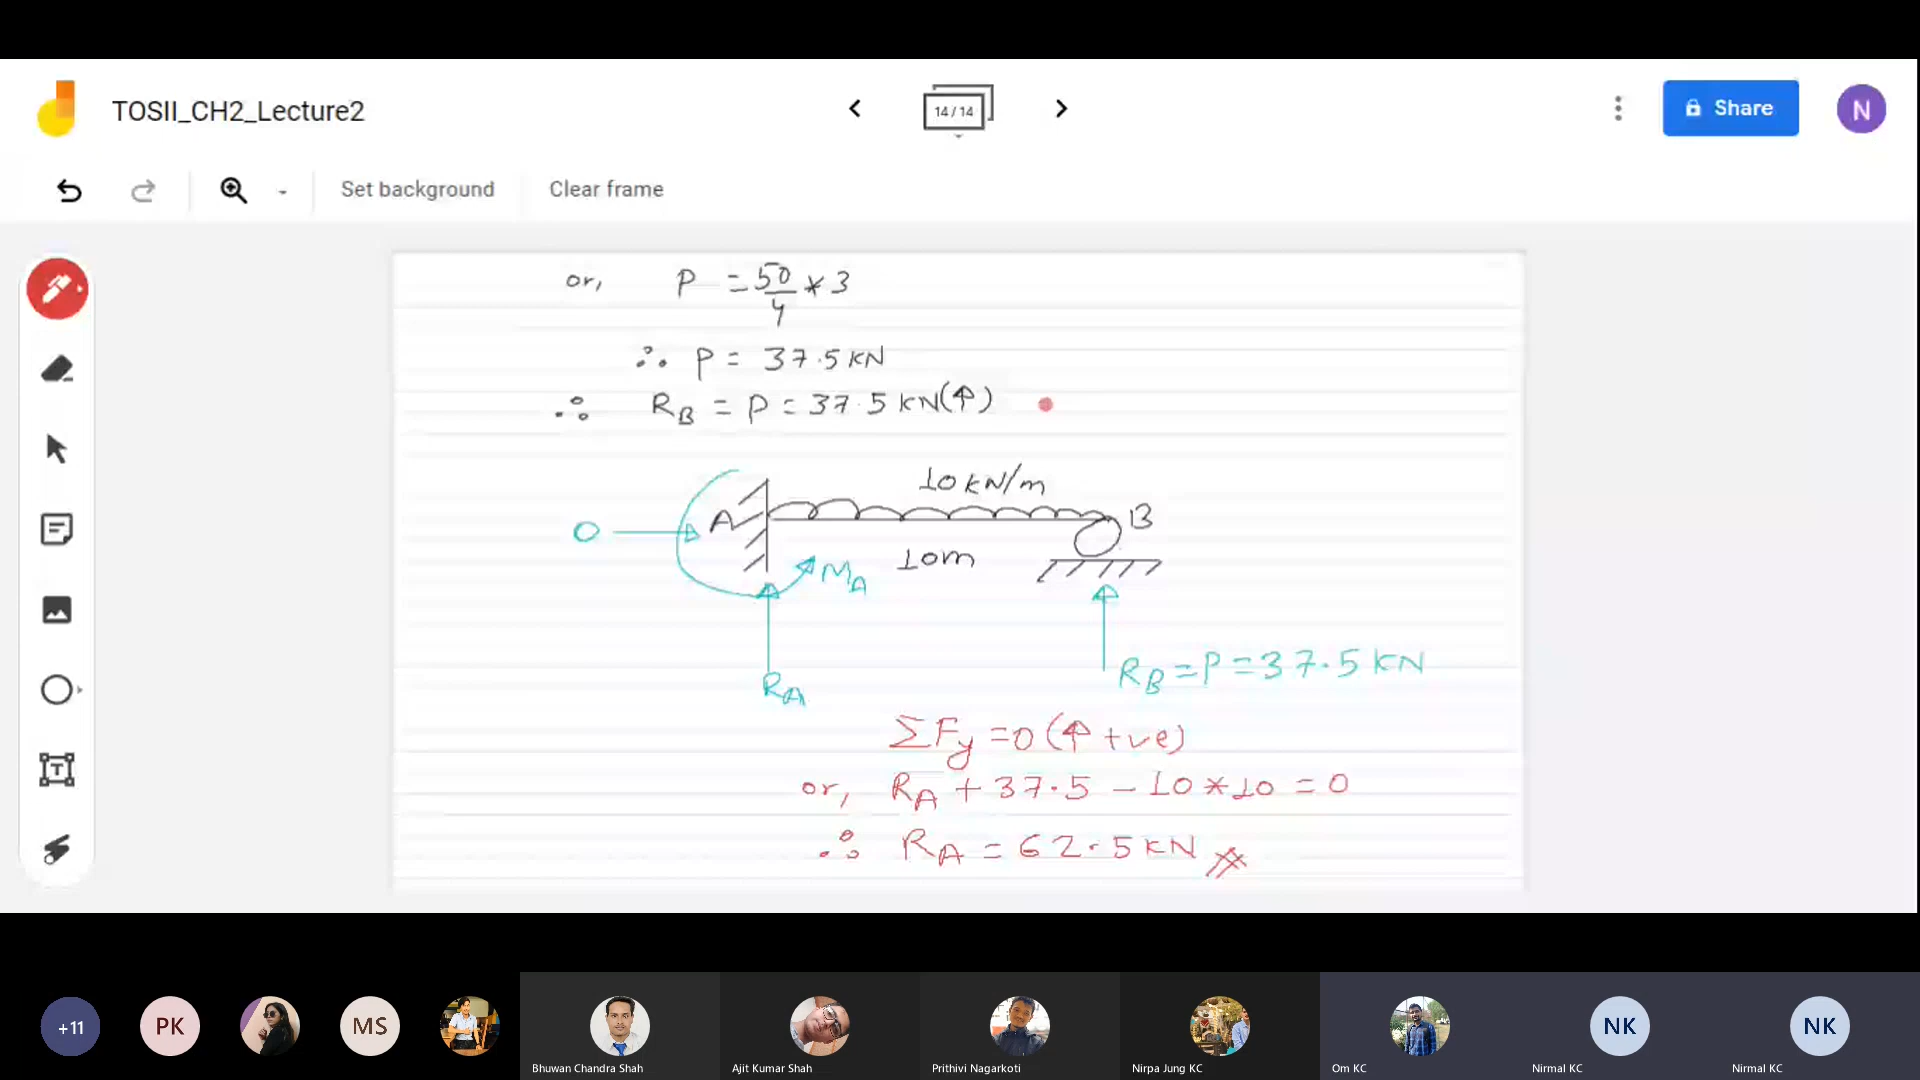 TOSII_CH2_Lecture2
14 / 14
Share
N
Set background
Clear frame
or, P = 50/4 * 3
∴ P = 37.5 KN
∴ RB = P = 37.5 KN(↑)
10 kN/m
O
A
B
10m
MA
RA
RB = P = 37.5 KN
ΣFy = 0 (↑ +ve)
or, RA + 37.5 - 10 * 10 = 0
∴ RA = 62.5 KN
+11
PK
MS
NK
NK
Bhuwan Chandra Shah
Ajit Kumar Shah
Prithivi Nagarkoti
Nirpa Jung KC
Om KC
Nirmal KC
Nirmal KC